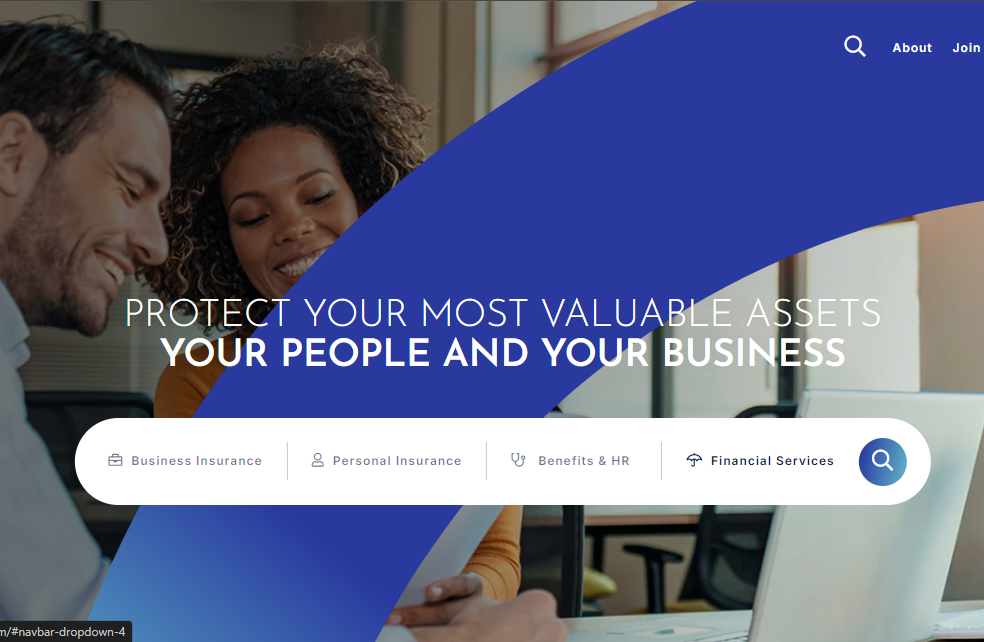 About Join
PROTECT YOUR MOST VALUABLE ASSETS
YOUR PEOPLE AND YOUR BUSINESS
Business Insurance Personal Insurance Benefits & HR Financial Services
m/#navbar-dropdown-4